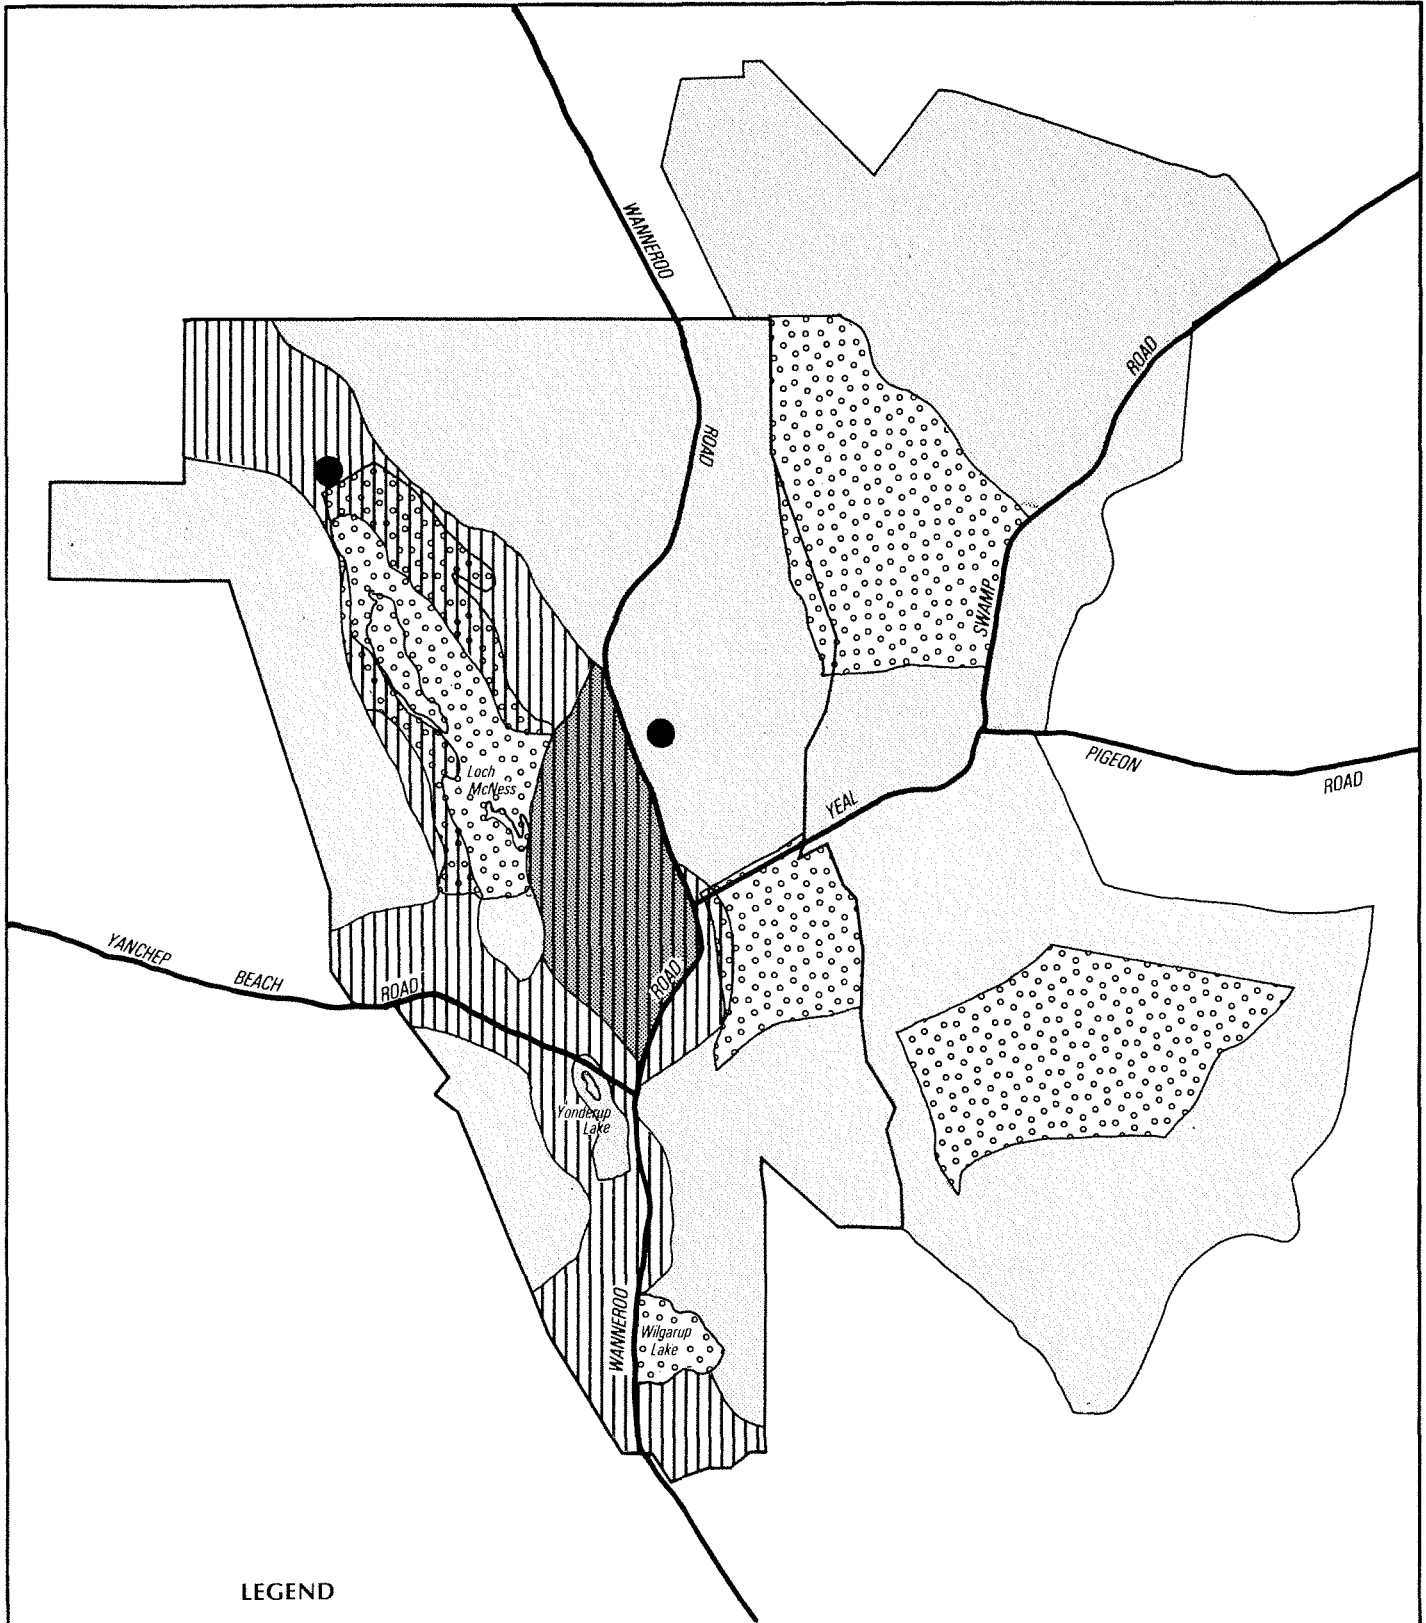 WANNEROO
ROAD
ROAD
SWAMP
Loch
McNess
PIGEON
ROAD
YEAL
YANCHEP
BEACH
ROAD
ROAD
Yonderup
Lake
WANNEROO
Wilgarup
Lake
LEGEND